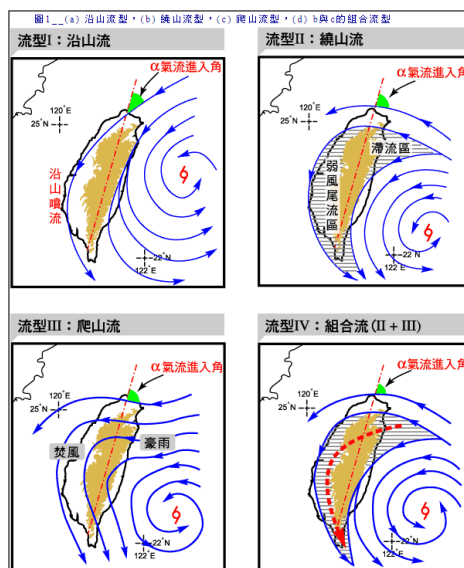 圖1__(a) 沿山流型，(b) 繞山流型，(c) 爬山流型，(d) b與c的組合流型
流型I：沿山流
α氣流進入角
120°E
25°N
沿山噴流
22°N
122°E
流型II：繞山流
α氣流進入角
120°E
25°N
滯流區
弱風尾流區
22°N
122°E
流型III：爬山流
α氣流進入角
120°E
25°N
焚風
豪雨
22°N
122°E
流型IV：組合流(II + III)
α氣流進入角
120°E
25°N
22°N
122°E